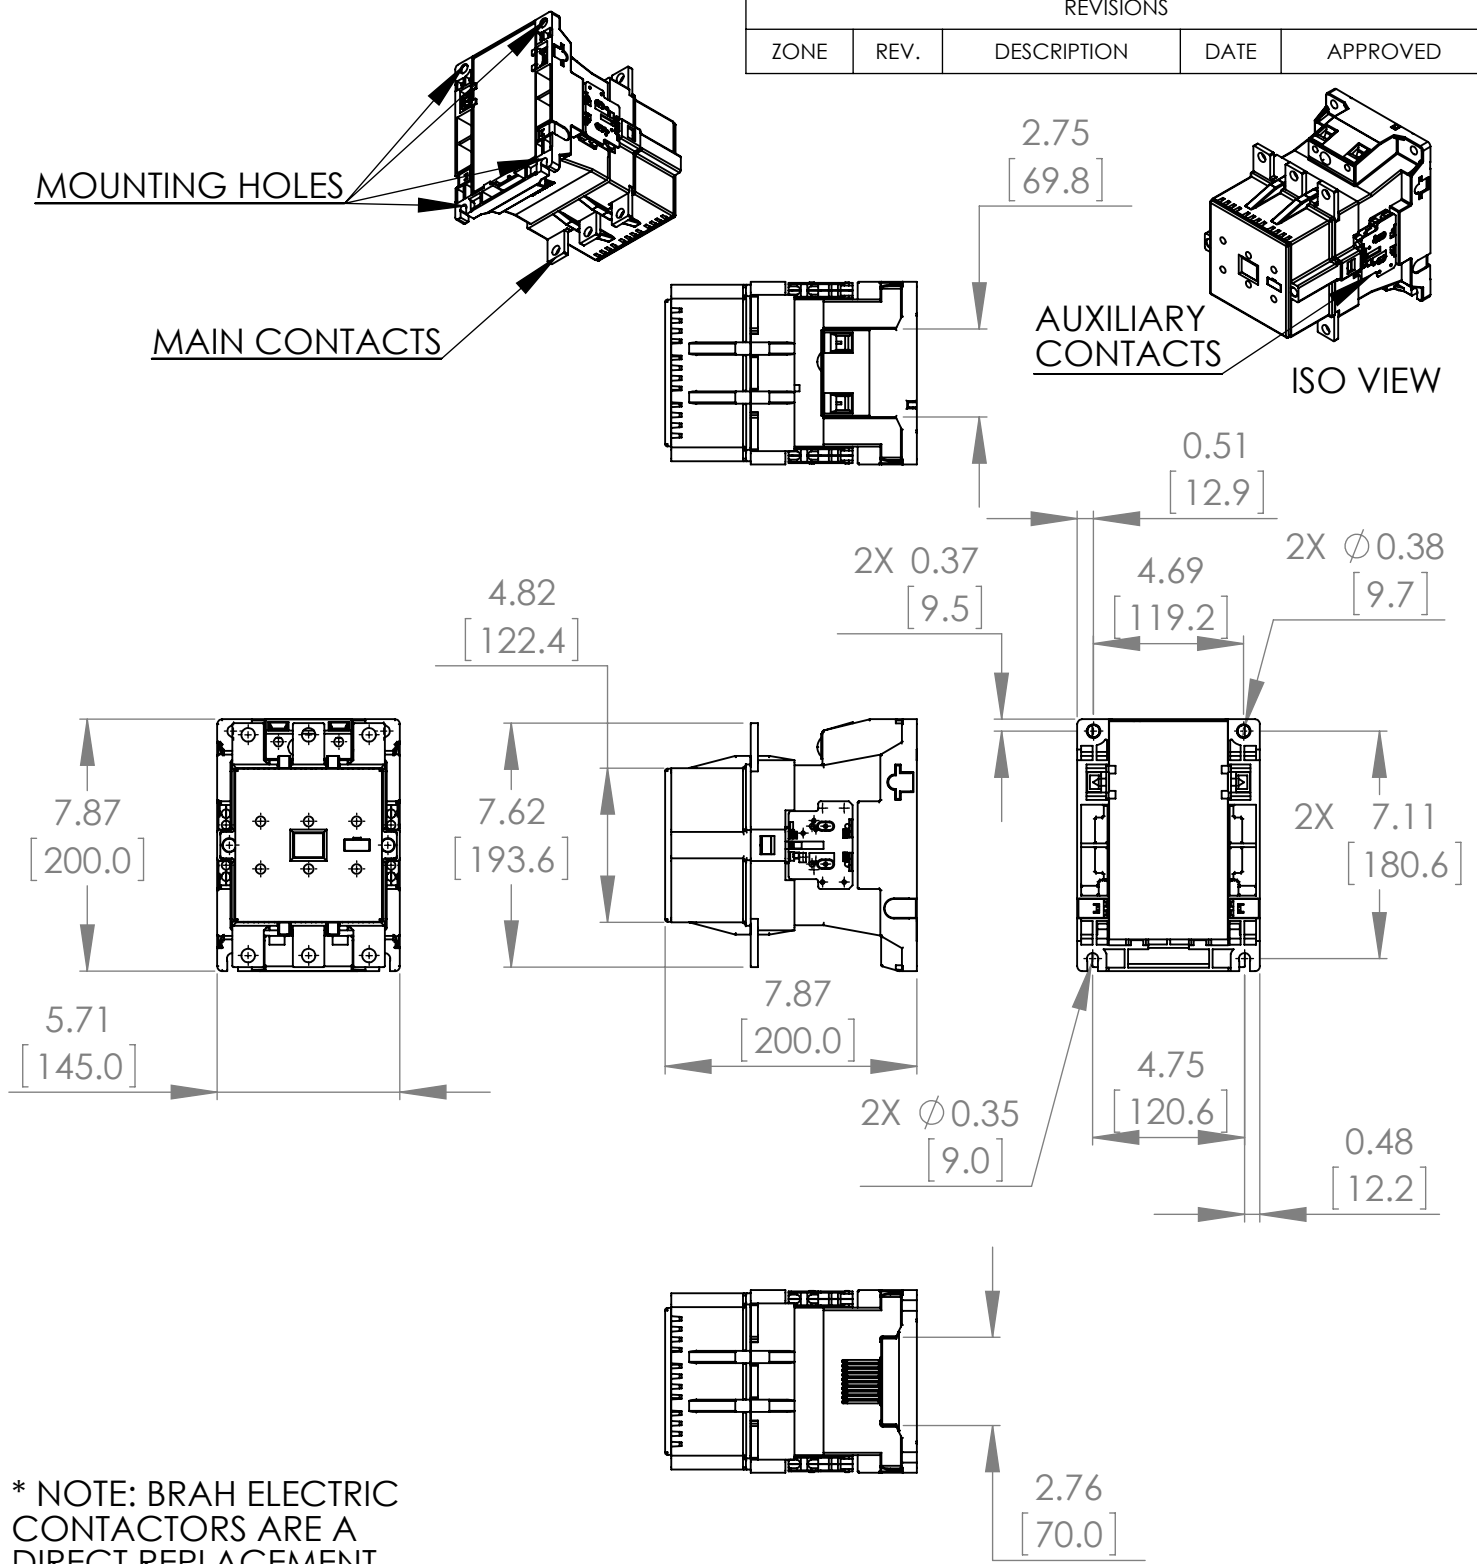 REVISIONS
ZONE REV. DESCRIPTION DATE APPROVED
MOUNTING HOLES
MAIN CONTACTS
2.75
[69.8]
AUXILIARY
CONTACTS
ISO VIEW
0.51
[12.9]
2X 0.37
[9.5]
4.69
[119.2]
2X ∅0.38
[9.7]
4.82
[122.4]
7.87
[200.0]
7.62
[193.6]
2X 7.11
[180.6]
5.71
[145.0]
7.87
[200.0]
2X ∅0.35
[9.0]
4.75
[120.6]
0.48
[12.2]
2.76
[70.0]
* NOTE: BRAH ELECTRIC
CONTACTORS ARE A
DIRECT REPLACEMENT